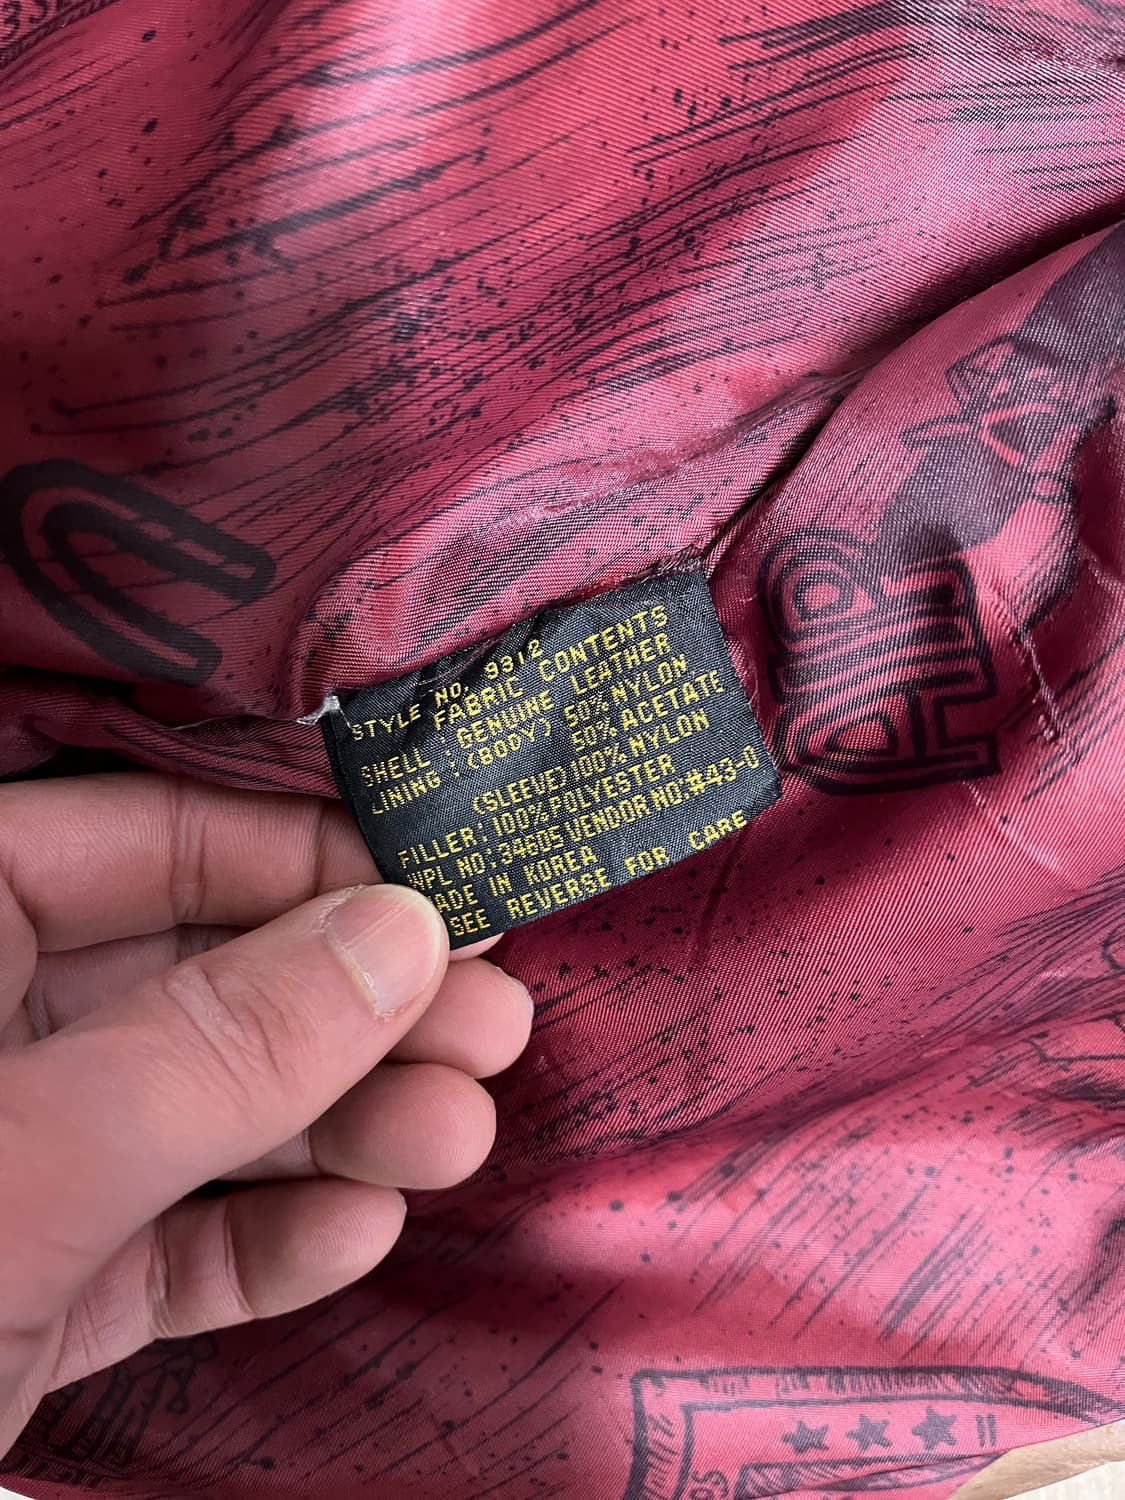 STYLE NO. 9312
FABRIC CONTENTS
SHELL : GENUINE LEATHER
LINING : (BODY) 50% NYLON
50% ACETATE
(SLEEVE) 100% NYLON
FILLER: 100% POLYESTER
WPL NO: 34605 VENDOR NO:#43-0
MADE IN KOREA
SEE REVERSE FOR CARE